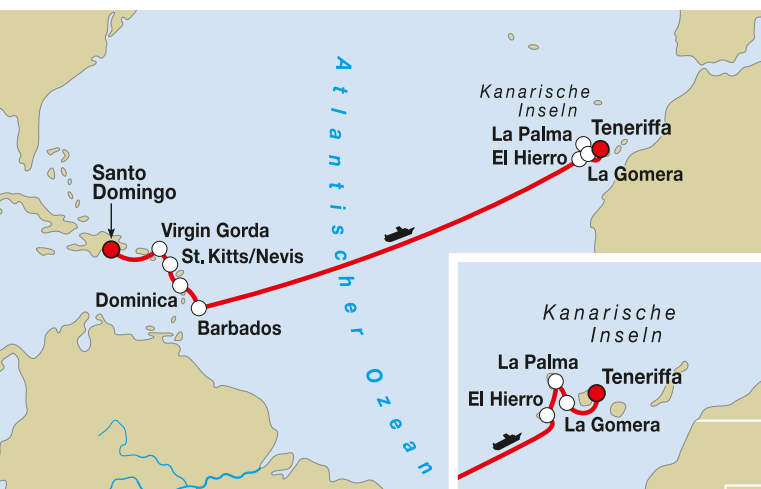 Atlantischer Ozean
Kanarische
Inseln
La Palma
Teneriffa
El Hierro
La Gomera
Santo
Domingo
Virgin Gorda
St. Kitts/Nevis
Dominica
Barbados
Kanarische
Inseln
La Palma
Teneriffa
El Hierro
La Gomera